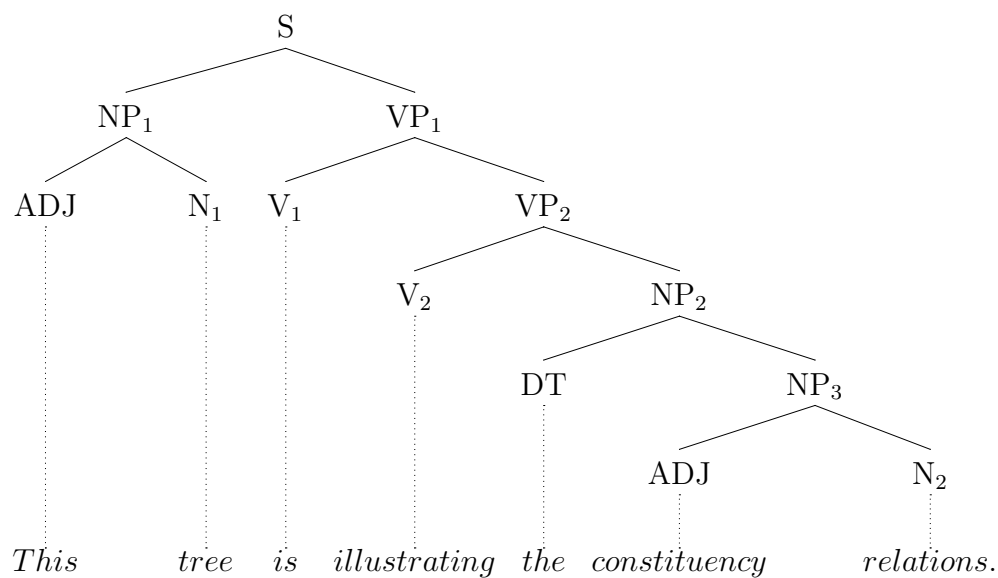 S
NP₁ VP₁
ADJ N₁ V₁ VP₂
V₂ NP₂
DT NP₃
ADJ N₂
This tree is illustrating the constituency relations.